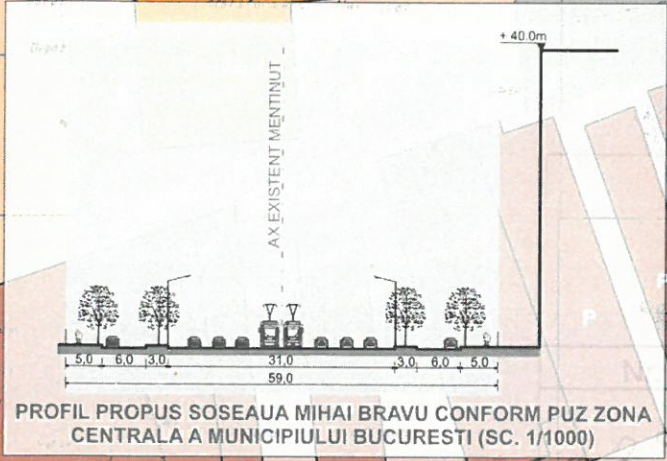 + 40.0m
AX EXISTENT MENTINUT
5,0 6,0 3,0 31,0 3,0 6,0 5,0
59,0
P
N
PROFIL PROPUS SOSEAUA MIHAI BRAVU CONFORM PUZ ZONA
CENTRALA A MUNICIPIULUI BUCURESTI (SC. 1/1000)